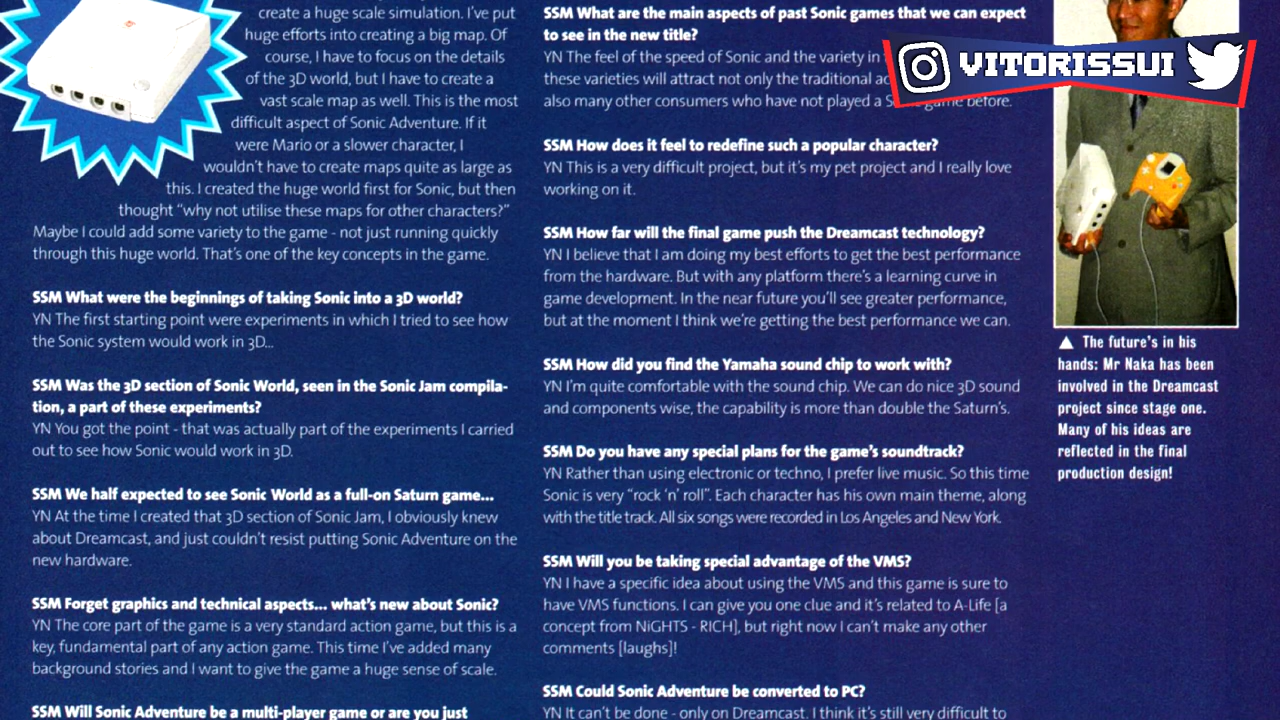 create a huge scale simulation. I've put
huge efforts into creating a big map. Of
course, I have to focus on the details
of the 3D world, but I have to create a
vast scale map as well. This is the most
difficult aspect of Sonic Adventure. If it
were Mario or a slower character, I
wouldn't have to create maps quite as large as
this. I created the huge world first for Sonic, but then
thought "why not utilise these maps for other characters?"
Maybe I could add some variety to the game - not just running quickly
through this huge world. That's one of the key concepts in the game.
SSM What were the beginnings of taking Sonic into a 3D world?
YN The first starting point were experiments in which I tried to see how
the Sonic system would work in 3D...
SSM Was the 3D section of Sonic World, seen in the Sonic Jam compila-
tion, a part of these experiments?
YN You got the point - that was actually part of the experiments I carried
out to see how Sonic would work in 3D.
SSM We half expected to see Sonic World as a full-on Saturn game...
YN At the time I created that 3D section of Sonic Jam, I obviously knew
about Dreamcast, and just couldn't resist putting Sonic Adventure on the
new hardware.
SSM Forget graphics and technical aspects... what's new about Sonic?
YN The core part of the game is a very standard action game, but this is a
key, fundamental part of any action game. This time I've added many
background stories and I want to give the game a huge sense of scale.
SSM Will Sonic Adventure be a multi-player game or are you just
SSM What are the main aspects of past Sonic games that we can expect
to see in the new title?
YN The feel of the speed of Sonic and the variety in
these varieties will attract not only the traditional
also many other consumers who have not played a game before.
SSM How does it feel to redefine such a popular character?
YN This is a very difficult project, but it's my pet project and I really love
working on it.
SSM How far will the final game push the Dreamcast technology?
YN I believe that I am doing my best efforts to get the best performance
from the hardware. But with any platform there's a learning curve in
game development. In the near future you'll see greater performance,
but at the moment I think we're getting the best performance we can.
SSM How did you find the Yamaha sound chip to work with?
YN I'm quite comfortable with the sound chip. We can do nice 3D sound
and components wise, the capability is more than double the Saturn's.
SSM Do you have any special plans for the game's soundtrack?
YN Rather than using electronic or techno, I prefer live music. So this time
Sonic is very "rock 'n' roll". Each character has his own main theme, along
with the title track. All six songs were recorded in Los Angeles and New York.
SSM Will you be taking special advantage of the VMS?
YN I have a specific idea about using the VMS and this game is sure to
have VMS functions. I can give you one clue and it's related to A-Life [a
concept from NiGHTS - RICH], but right now I can't make any other
comments [laughs]!
SSM Could Sonic Adventure be converted to PC?
YN It can't be done - only on Dreamcast. I think it's still very difficult to
VITORISSUI
▲ The future's in his
hands: Mr Naka has been
involved in the Dreamcast
project since stage one.
Many of his ideas are
reflected in the final
production design!